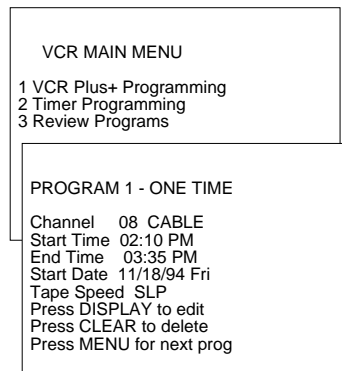 VCR MAIN MENU
1 VCR Plus+ Programming
2 Timer Programming
3 Review Programs
PROGRAM 1 - ONE TIME
Channel 08 CABLE
Start Time 02:10 PM
End Time 03:35 PM
Start Date 11/18/94 Fri
Tape Speed SLP
Press DISPLAY to edit
Press CLEAR to delete
Press MENU for next prog